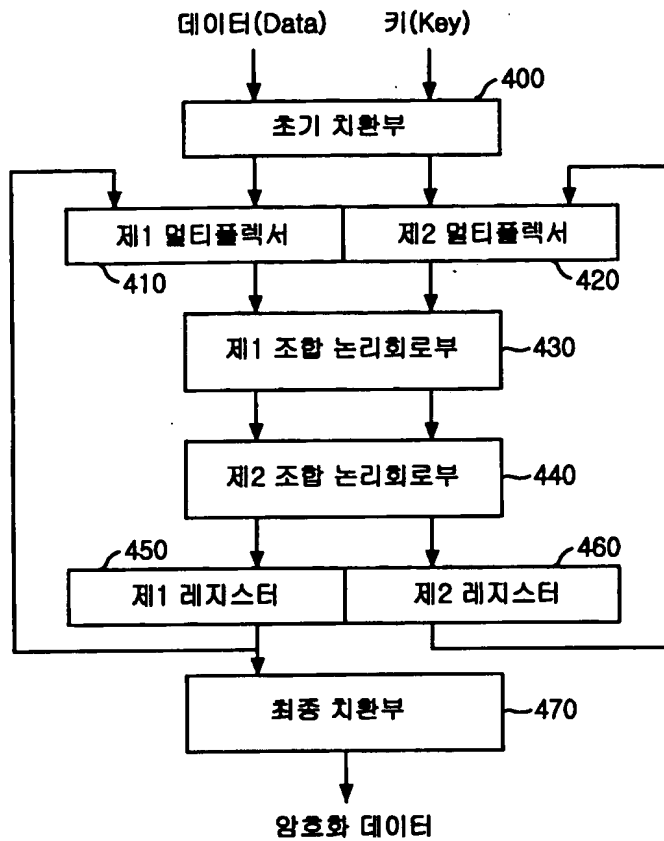 데이터(Data) 키(Key)
400
초기 치환부
제1 멀티플렉서 제2 멀티플렉서
410 420
제1 조합 논리회로부 430
제2 조합 논리회로부 440
450 460
제1 레지스터 제2 레지스터
최종 치환부 470
암호화 데이터